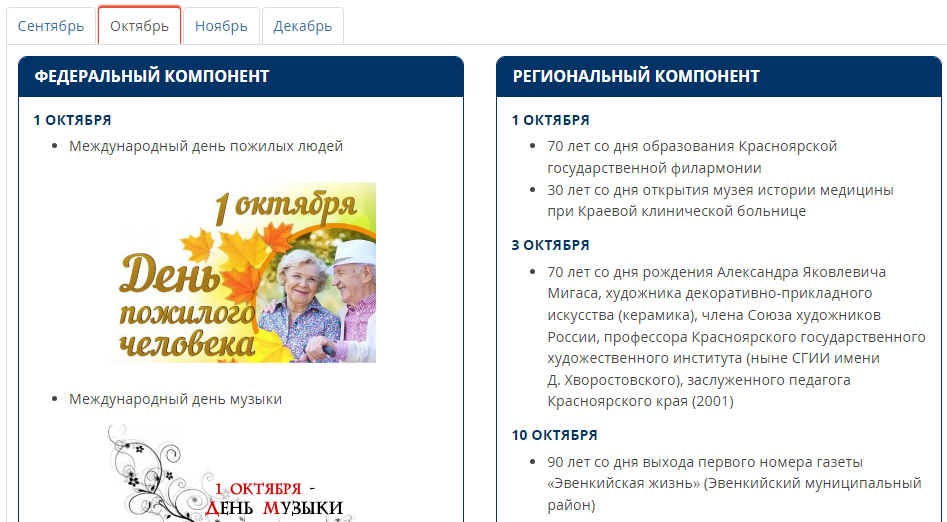 Сентябрь
Октябрь
Ноябрь
Декабрь
ФЕДЕРАЛЬНЫЙ КОМПОНЕНТ
1 ОКТЯБРЯ
Международный день пожилых людей
1 октября
День
пожилого
человека
Международный день музыки
1 ОКТЯБРЯ -
ДЕНЬ МУЗЫКИ
РЕГИОНАЛЬНЫЙ КОМПОНЕНТ
1 ОКТЯБРЯ
70 лет со дня образования Красноярской
государственной филармонии
30 лет со дня открытия музея истории медицины
при Краевой клинической больнице
3 ОКТЯБРЯ
70 лет со дня рождения Александра Яковлевича
Мигаса, художника декоративно-прикладного
искусства (керамика), члена Союза художников
России, профессора Красноярского государственного
художественного института (ныне СГИИ имени
Д. Хворостовского), заслуженного педагога
Красноярского края (2001)
10 ОКТЯБРЯ
90 лет со дня выхода первого номера газеты
«Эвенкийская жизнь» (Эвенкийский муниципальный
район)